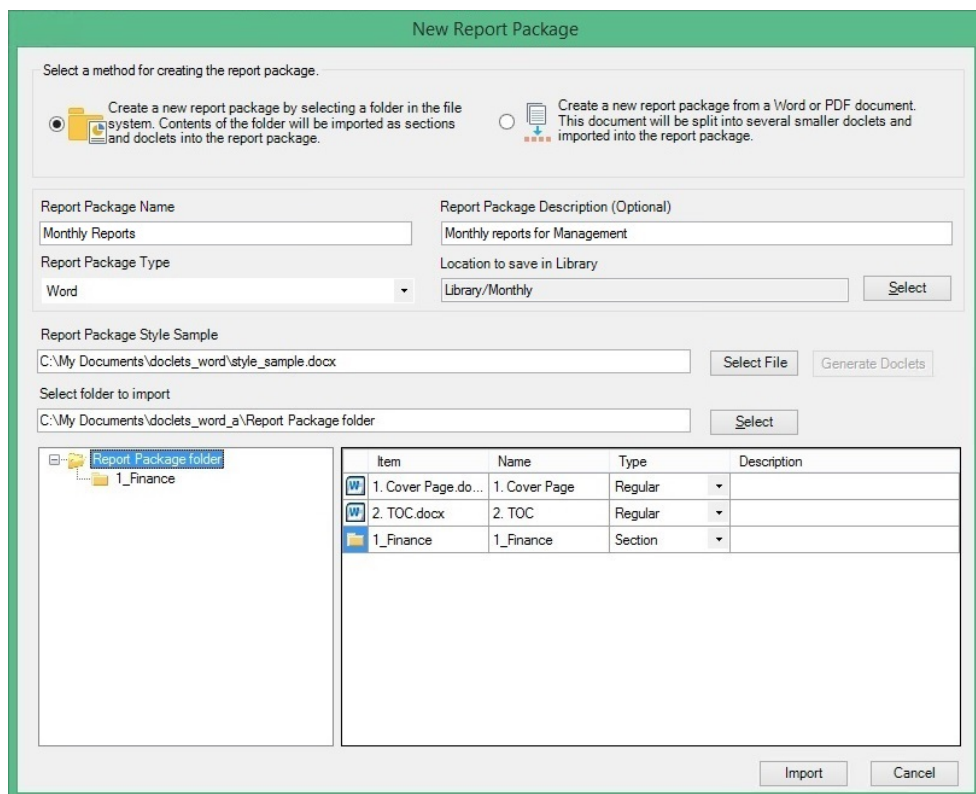 New Report Package
Select a method for creating the report package.
Create a new report package by selecting a folder in the file
system. Contents of the folder will be imported as sections
and doclets into the report package.
Create a new report package from a Word or PDF document.
This document will be split into several smaller doclets and
imported into the report package.
Report Package Name
Report Package Description (Optional)
Monthly Reports
Monthly reports for Management
Report Package Type
Location to save in Library
Word
Library/Monthly
Select
Report Package Style Sample
C:\My Documents\doclets_word\style_sample.docx
Select File
Generate Doclets
Select folder to import
C:\My Documents\doclets_word_a\Report Package folder
Select
Report Package folder
1_Finance
Item Name Type Description
1. Cover Page.do... 1. Cover Page Regular
2. TOC.docx 2. TOC Regular
1_Finance 1_Finance Section
Import
Cancel